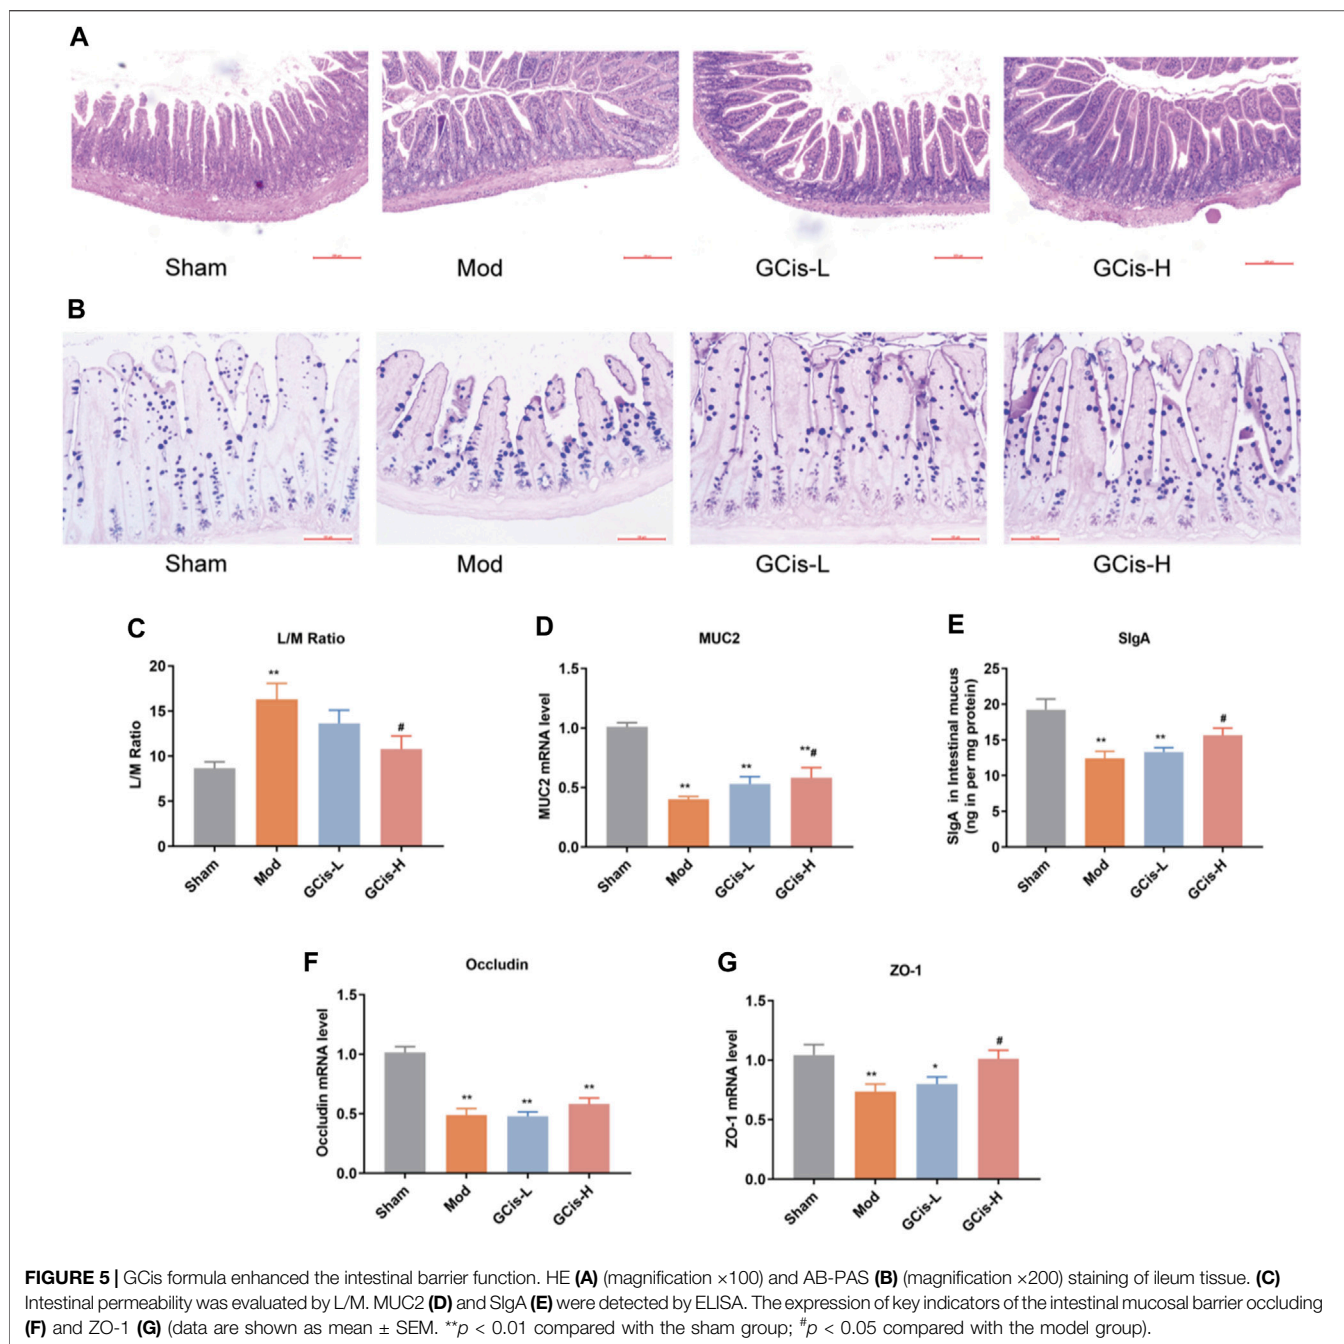 A
Sham
Mod
GCis-L
GCis-H
B
Sham
Mod
GCis-L
GCis-H
C
L/M Ratio
L/M Ratio
20
15
10
5
0
**
#
Sham
Mod
GCis-L
GCis-H
D
MUC2
MUC2 mRNA level
1.5
1.0
0.5
0.0
**
**
**#
Sham
Mod
GCis-L
GCis-H
E
SIgA
SIgA in Intestinal mucus
(ng in per mg protein)
25
20
15
10
5
0
**
**
#
Sham
Mod
GCis-L
GCis-H
F
Occludin
Occludin mRNA level
1.5
1.0
0.5
0.0
**
**
**
Sham
Mod
GCis-L
GCis-H
G
ZO-1
ZO-1 mRNA level
1.5
1.0
0.5
0.0
**
*
#
Sham
Mod
GCis-L
GCis-H
FIGURE 5 | GCis formula enhanced the intestinal barrier function. HE (A) (magnification ×100) and AB-PAS (B) (magnification ×200) staining of ileum tissue. (C)
Intestinal permeability was evaluated by L/M. MUC2 (D) and SIgA (E) were detected by ELISA. The expression of key indicators of the intestinal mucosal barrier occluding
(F) and ZO-1 (G) (data are shown as mean ± SEM. **p < 0.01 compared with the sham group; #p < 0.05 compared with the model group).